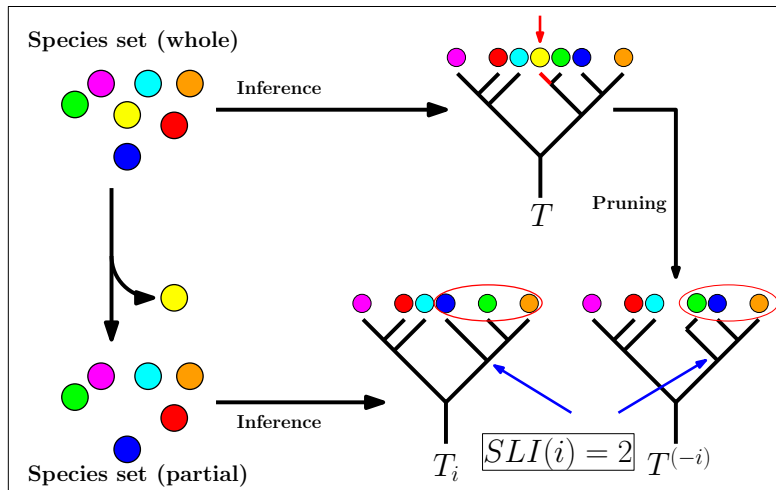 Species set (whole)
Inference
T
Pruning
Species set (partial)
Inference
T_i
SLI(i) = 2
T^{(-i)}